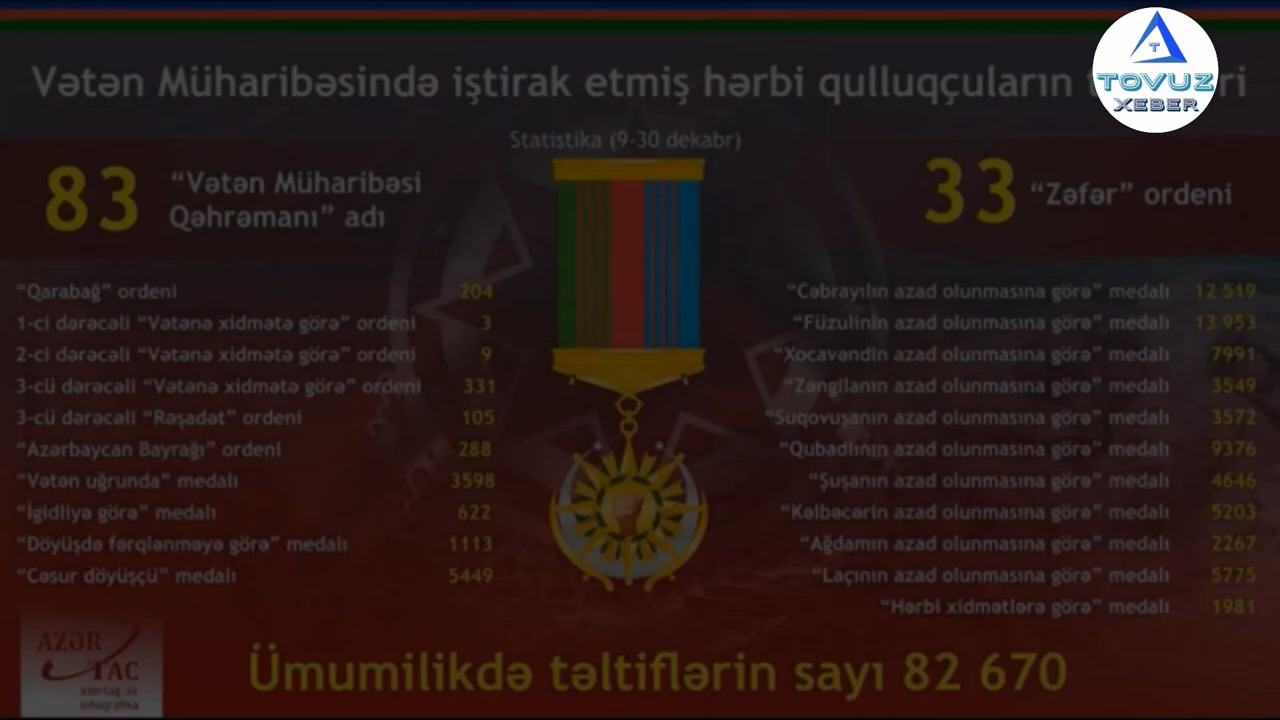 Vətən Müharibəsində iştirak etmiş hərbi qulluqçuların
T
TOVUZ
XEBER
Statistika (9-30 dekabr)
83 “Vətən Müharibəsi
Qəhrəmanı” adı
33 “Zəfər” ordeni
“Qarabağ” ordeni 204
1-ci dərəcəli “Vətənə xidmətə görə” ordeni 3
2-ci dərəcəli “Vətənə xidmətə görə” ordeni 9
3-cü dərəcəli “Vətənə xidmətə görə” ordeni 331
3-cü dərəcəli “Rəşadət” ordeni 105
“Azərbaycan Bayrağı” ordeni 288
“Vətən uğrunda” medalı 3598
“İgidliyə görə” medalı 622
“Döyüşdə fərqlənməyə görə” medalı 1113
“Cəsur döyüşçü” medalı 5449
“Cəbrayılın azad olunmasına görə” medalı 12 519
“Füzulinin azad olunmasına görə” medalı 13 953
“Xocavəndin azad olunmasına görə” medalı 7991
“Zəngilanın azad olunmasına görə” medalı 3549
“Suqovuşanın azad olunmasına görə” medalı 3572
“Qubadlının azad olunmasına görə” medalı 9376
“Şuşanın azad olunmasına görə” medalı 4646
“Kəlbəcərin azad olunmasına görə” medalı 5203
“Ağdamın azad olunmasına görə” medalı 2267
“Laçının azad olunmasına görə” medalı 5775
“Hərbi xidmətlərə görə” medalı 1981
AZƏR
TAC
azertag.az
infoqrafika
Ümumilikdə təltiflərin sayı 82 670